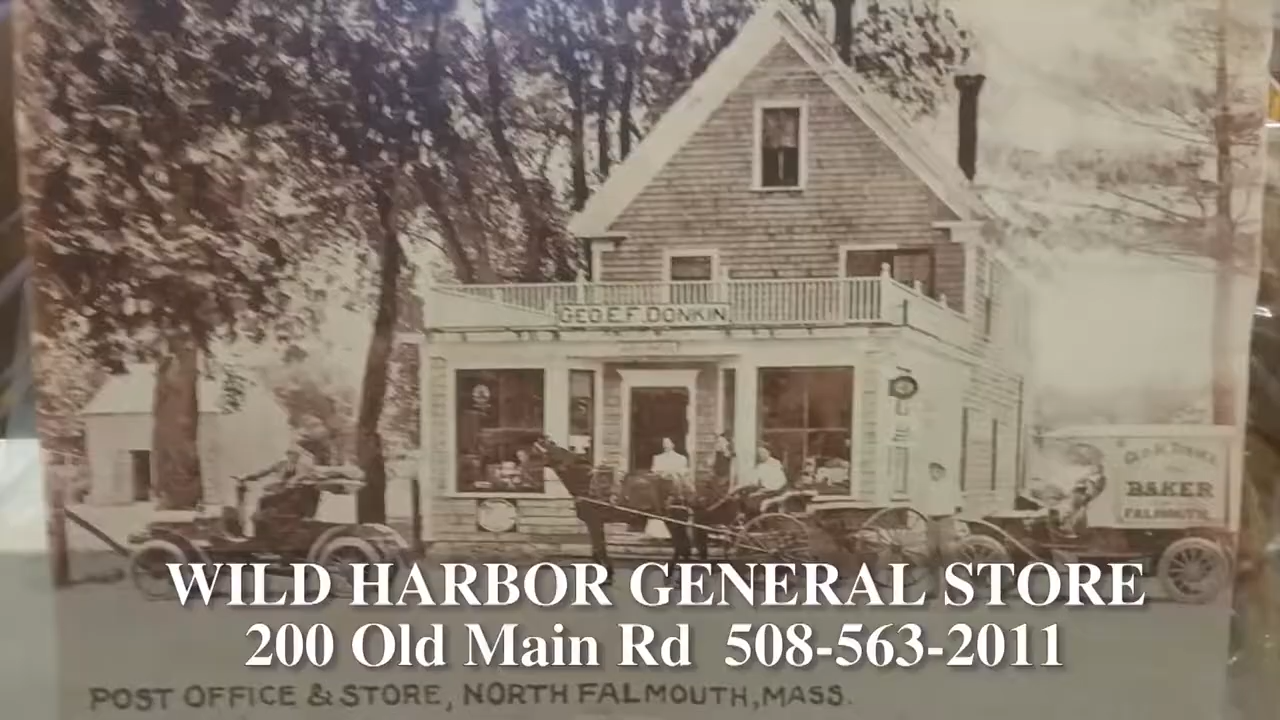 GEO E.F. DONKIN
BAKER
FALMOUTH
WILD HARBOR GENERAL STORE
200 Old Main Rd 508-563-2011
POST OFFICE & STORE, NORTH FALMOUTH, MASS.